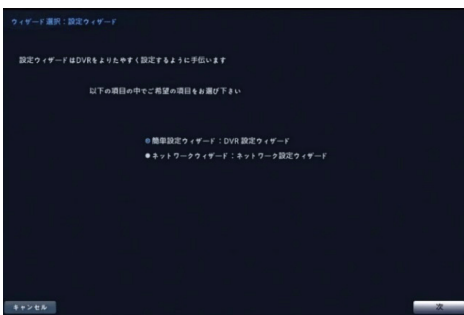 ウィザード選択：設定ウィザード
設定ウィザードはDVRをよりたやすく設定するように手伝います
以下の項目の中でご希望の項目をお選び下さい
簡単設定ウィザード：DVR 設定ウィザード
ネットワークウィザード：ネットワーク設定ウィザード
キャンセル
次